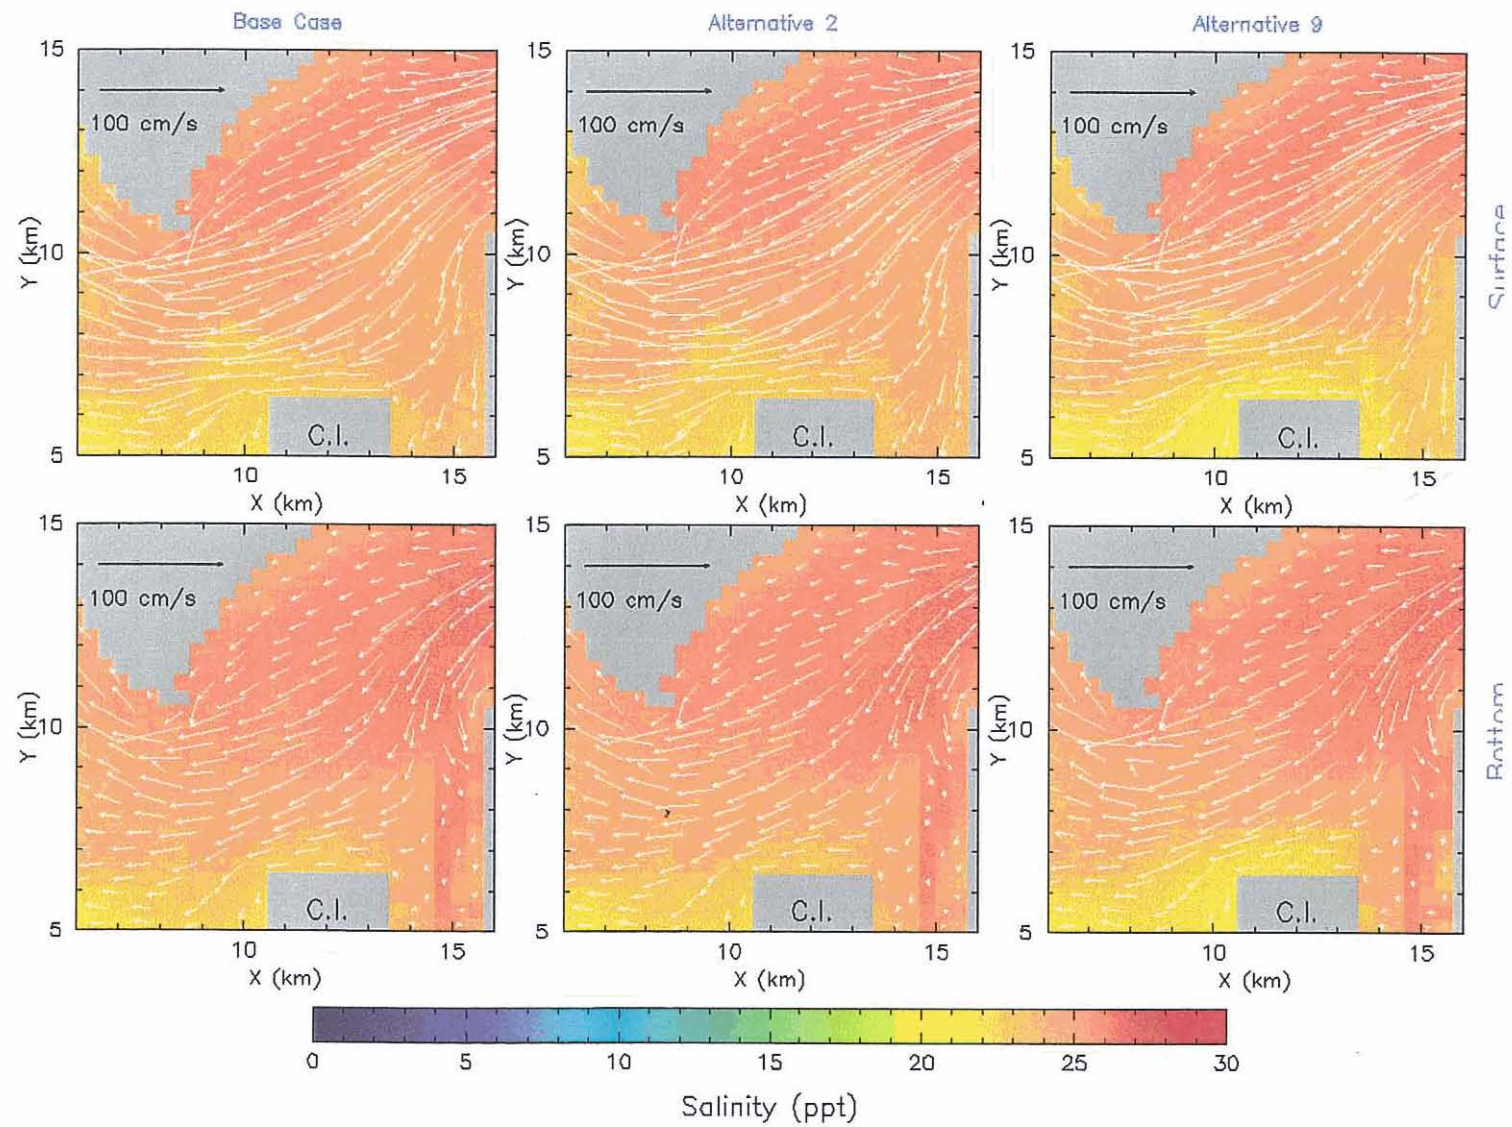 Base Case
Alternative 2
Alternative 9
15
15
15
100 cm/s
100 cm/s
100 cm/s
Y (km)
Y (km)
Y (km)
Surface
10
10
10
C.I.
C.I.
C.I.
5
5
5
10
15
10
15
10
15
X (km)
X (km)
X (km)
15
15
15
100 cm/s
100 cm/s
100 cm/s
Y (km)
Y (km)
Y (km)
Bottom
10
10
10
C.I.
C.I.
C.I.
5
5
5
10
15
10
15
10
15
X (km)
X (km)
X (km)
0
5
10
15
20
25
30
Salinity (ppt)